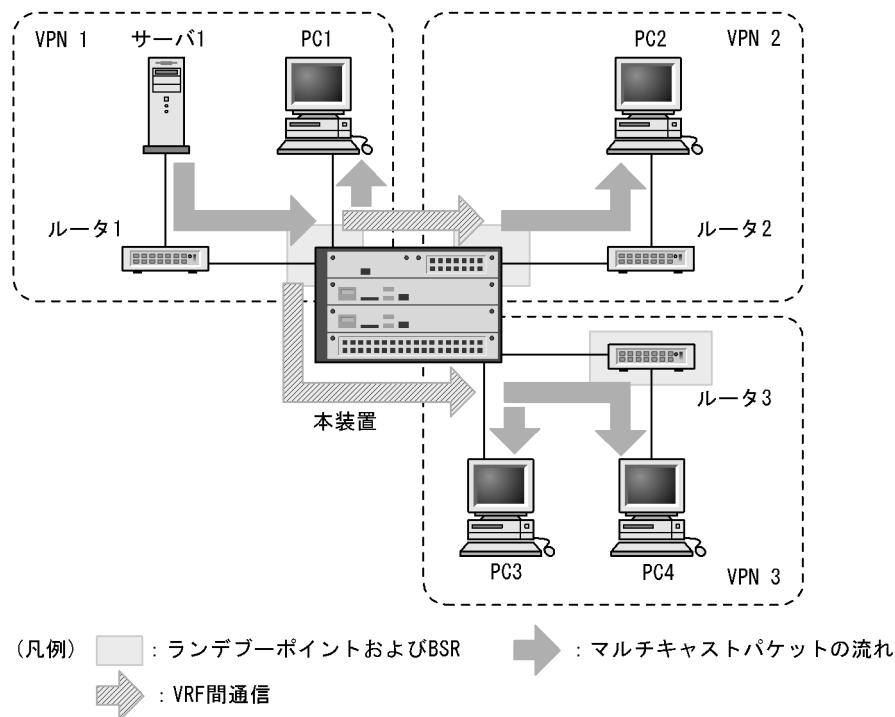 VPN 1
サーバ1
PC1
PC2
VPN 2
ルータ1
ルータ2
ルータ3
本装置
PC3
PC4
VPN 3
(凡例)
：ランデブーポイントおよびBSR
：マルチキャストパケットの流れ
：VRF間通信